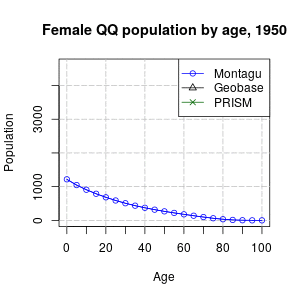 Female QQ population by age, 1950
Montagu
Geobase
PRISM
Population
3000
1000
0
0 20 40 60 80 100
Age